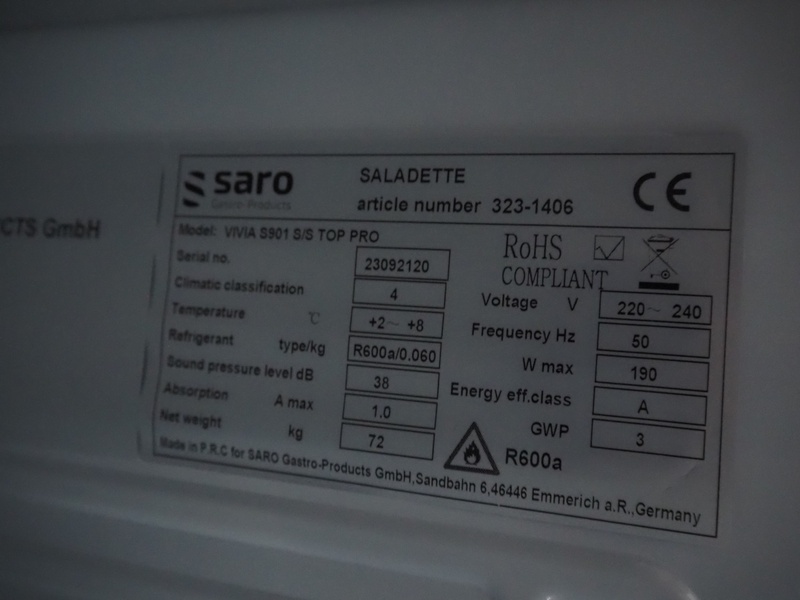 CTS GmbH
saro
Gastro-Products
SALADETTE
article number 323-1406
CE
Model: VIVIA S901 S/S TOP PRO
RoHS
COMPLIANT
Serial no. 23092120
Climatic classification 4
Temperature °C +2~ +8
Refrigerant type/kg R600a/0.060
Sound pressure level dB 38
Absorption A max 1.0
Net weight kg 72
Voltage V 220~ 240
Frequency Hz 50
W max 190
Energy eff.class A
GWP 3
R600a
Made in P.R.C for SARO Gastro-Products GmbH,Sandbahn 6,46446 Emmerich a.R.,Germany